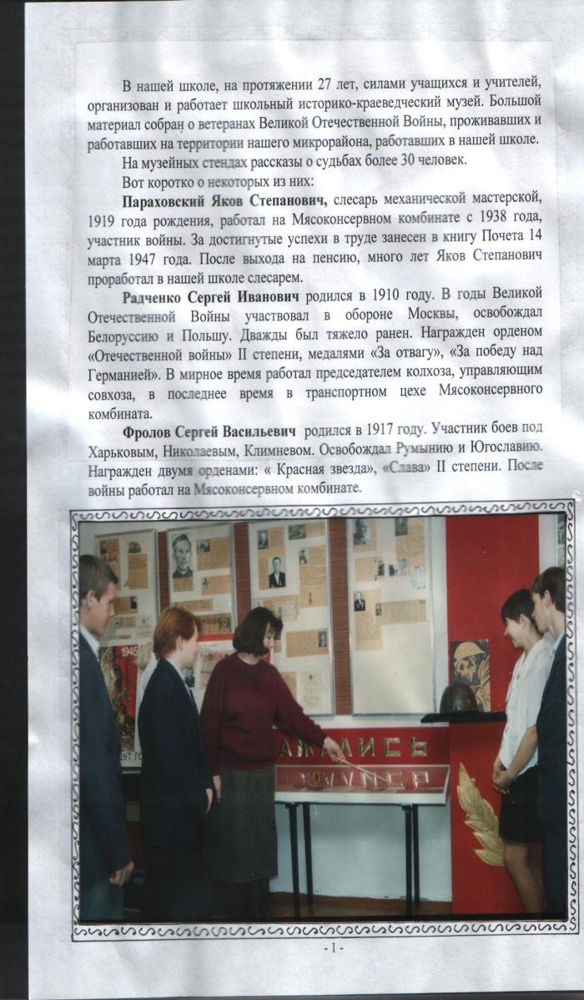 В нашей школе, на протяжении 27 лет, силами учащихся и учителей,
организован и работает школьный историко-краеведческий музей. Большой
материал собран о ветеранах Великой Отечественной Войны, проживавших и
работавших на территории нашего микрорайона, работавших в нашей школе.
На музейных стендах рассказы о судьбах более 30 человек.
Вот коротко о некоторых из них:
Параховский Яков Степанович, слесарь механической мастерской,
1919 года рождения, работал на Мясоконсервном комбинате с 1938 года,
участник войны. За достигнутые успехи в труде занесен в книгу Почета 14
марта 1947 года. После выхода на пенсию, много лет Яков Степанович
проработал в нашей школе слесарем.
Радченко Сергей Иванович родился в 1910 году. В годы Великой
Отечественной Войны участвовал в обороне Москвы, освобождал
Белоруссию и Польшу. Дважды был тяжело ранен. Награжден орденом
«Отечественной войны» II степени, медалями «За отвагу», «За победу над
Германией». В мирное время работал председателем колхоза, управляющим
совхоза, в последнее время в транспортном цехе Мясоконсервного
комбината.
Фролов Сергей Васильевич родился в 1917 году. Участник боев под
Харьковым, Николаевым, Климневом. Освобождал Румынию и Югославию.
Награжден двумя орденами: « Красная звезда», «Слава» II степени. После
войны работал на Мясоконсервном комбинате.
1945
АЖАЛИСЬ
- 1 -